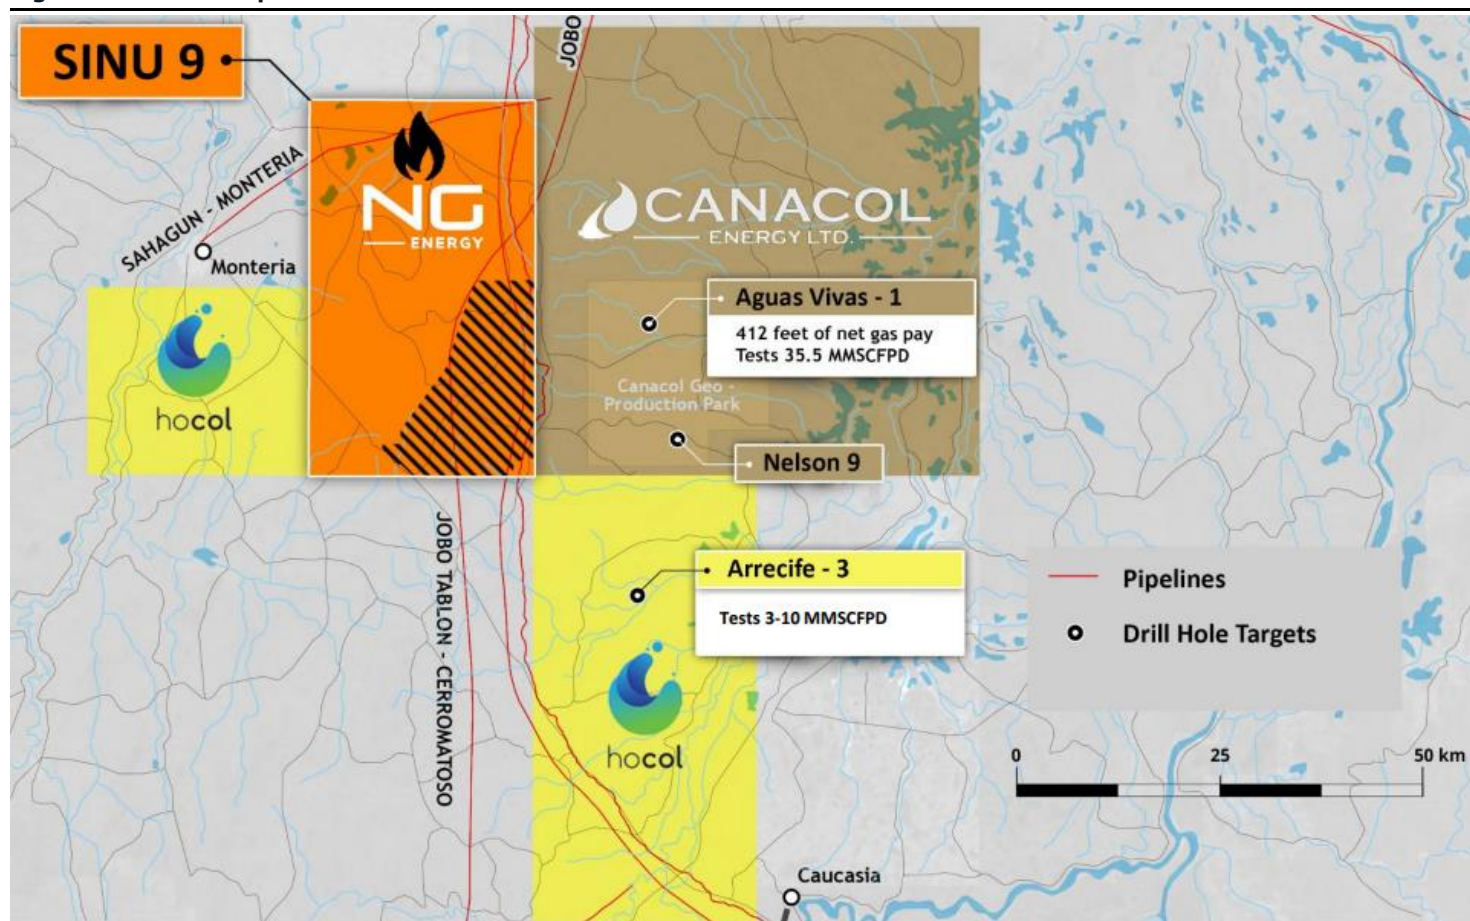 SINU 9
JOBO
SAHAGUN - MONTERIA
Monteria
NG
ENERGY
CANACOL
ENERGY LTD.
Aguas Vivas - 1
412 feet of net gas pay
Tests 35.5 MMSCFPD
hocol
Canacol Geo -
Production Park
Nelson 9
JOBO TABLON - CERROMATOSO
Arrecife - 3
Tests 3-10 MMSCFPD
hocol
Pipelines
Drill Hole Targets
0 25 50 km
Caucasia